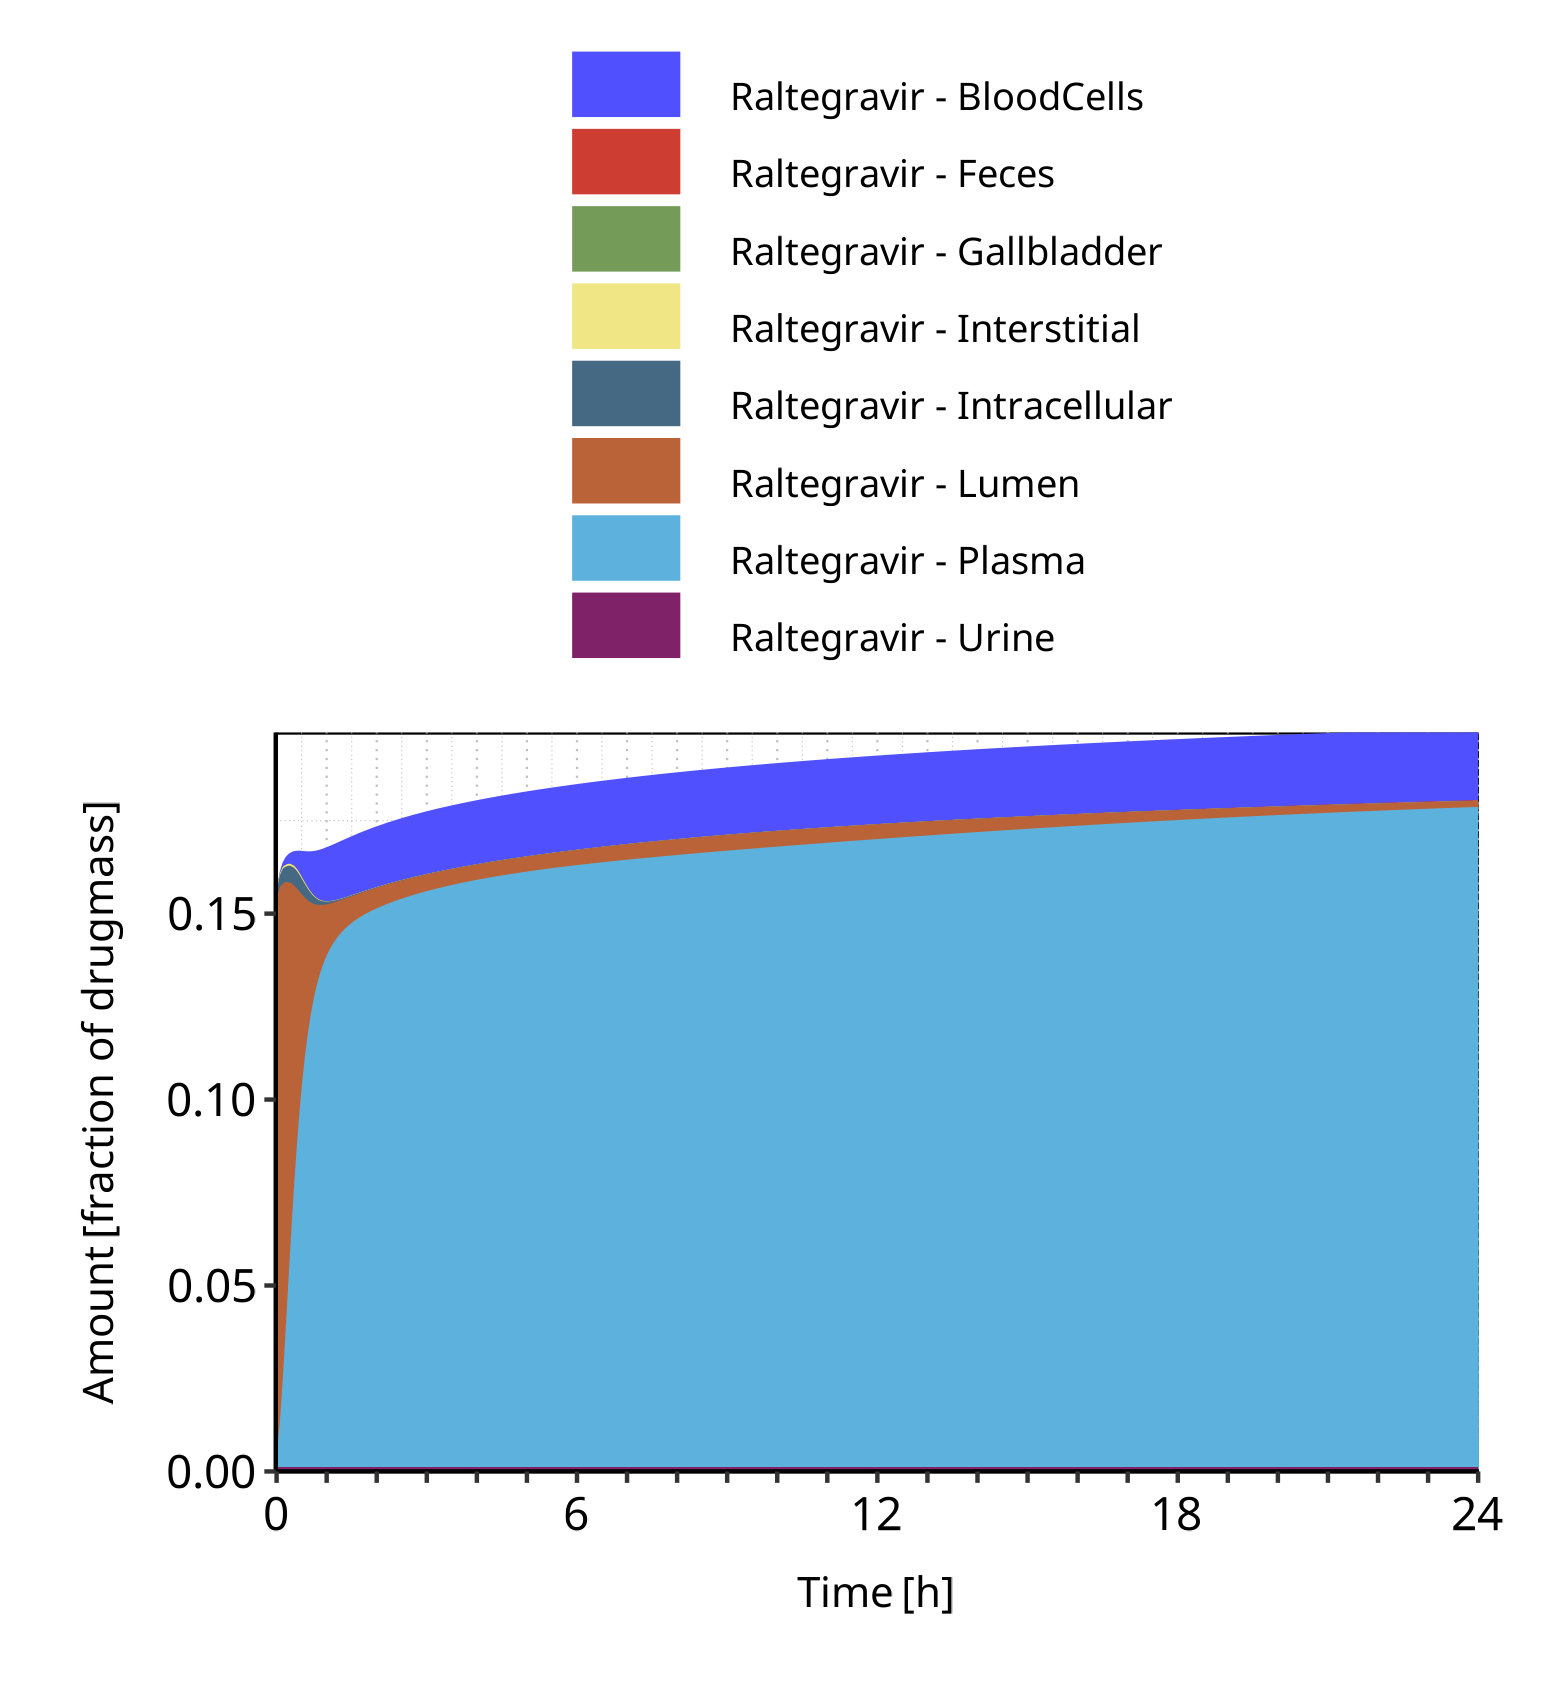 Raltegravir - BloodCells
Raltegravir - Feces
Raltegravir - Gallbladder
Raltegravir - Interstitial
Raltegravir - Intracellular
Raltegravir - Lumen
Raltegravir - Plasma
Raltegravir - Urine
Amount [fraction of drugmass]
0.15
0.10
0.05
0.00
0 6 12 18 24
Time [h]